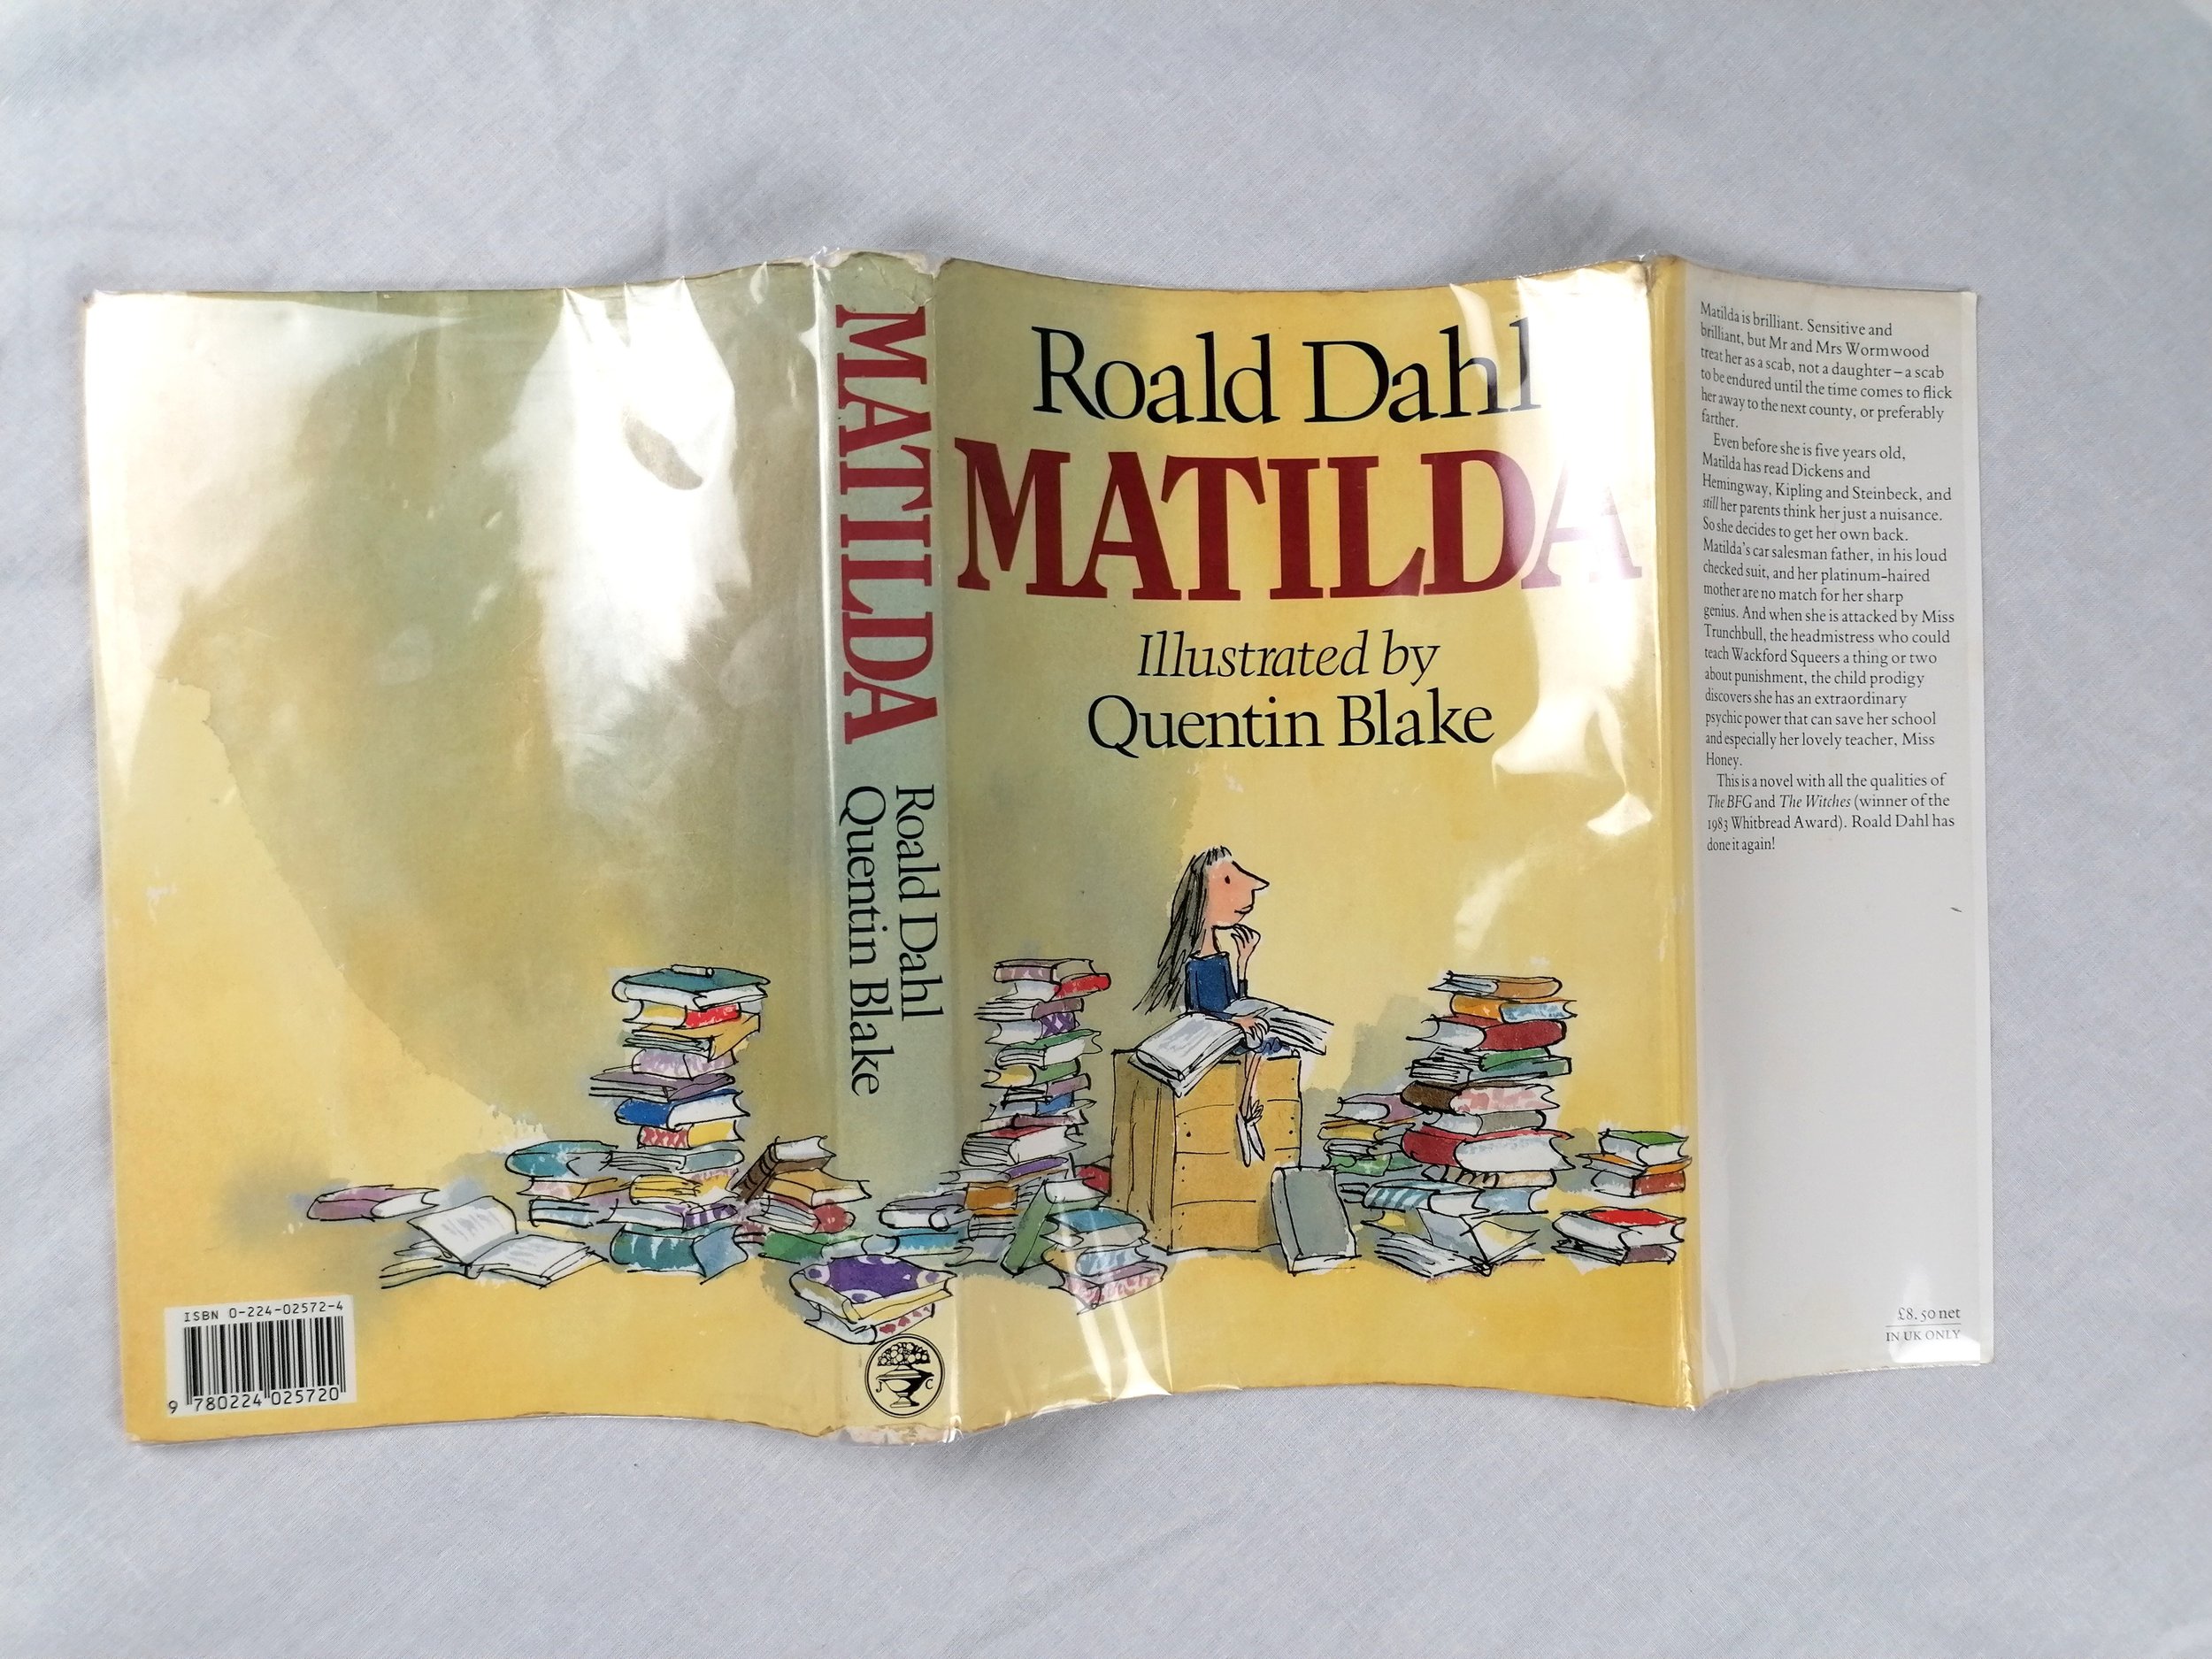 ISBN 0-224-02572-4
9 780224 025720
MATILDA
Roald Dahl
Quentin Blake
J C
Roald Dahl
MATILDA
Illustrated by
Quentin Blake
Matilda is brilliant. Sensitive and
brilliant, but Mr and Mrs Wormwood
treat her as a scab, not a daughter – a scab
to be endured until the time comes to flick
her away to the next county, or preferably
farther.
Even before she is five years old,
Matilda has read Dickens and
Hemingway, Kipling and Steinbeck, and
still her parents think her just a nuisance.
So she decides to get her own back.
Matilda's car salesman father, in his loud
checked suit, and her platinum-haired
mother are no match for her sharp
genius. And when she is attacked by Miss
Trunchbull, the headmistress who could
teach Wackford Squeers a thing or two
about punishment, the child prodigy
discovers she has an extraordinary
psychic power that can save her school
and especially her lovely teacher, Miss
Honey.
This is a novel with all the qualities of
The BFG and The Witches (winner of the
1983 Whitbread Award). Roald Dahl has
done it again!
£8.50 net
IN UK ONLY